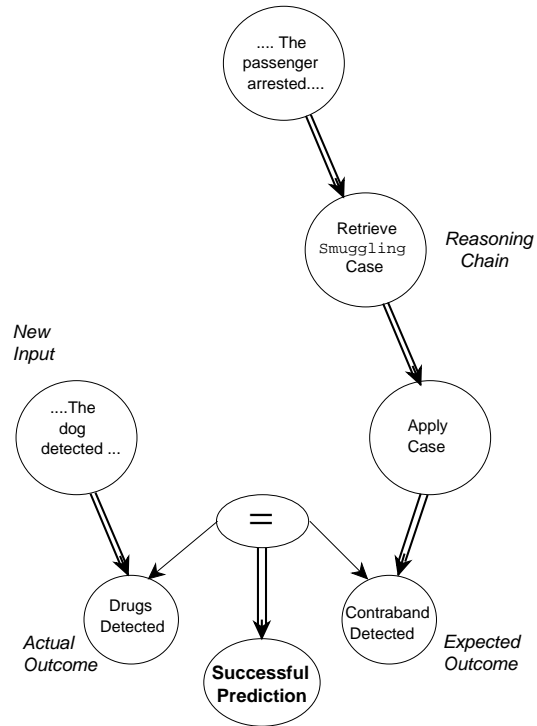 .... The
passenger
arrested....
Retrieve
Smuggling
Case
Reasoning
Chain
New
Input
....The
dog
detected ...
Apply
Case
=
Drugs
Detected
Contraband
Detected
Actual
Outcome
Expected
Outcome
Successful
Prediction